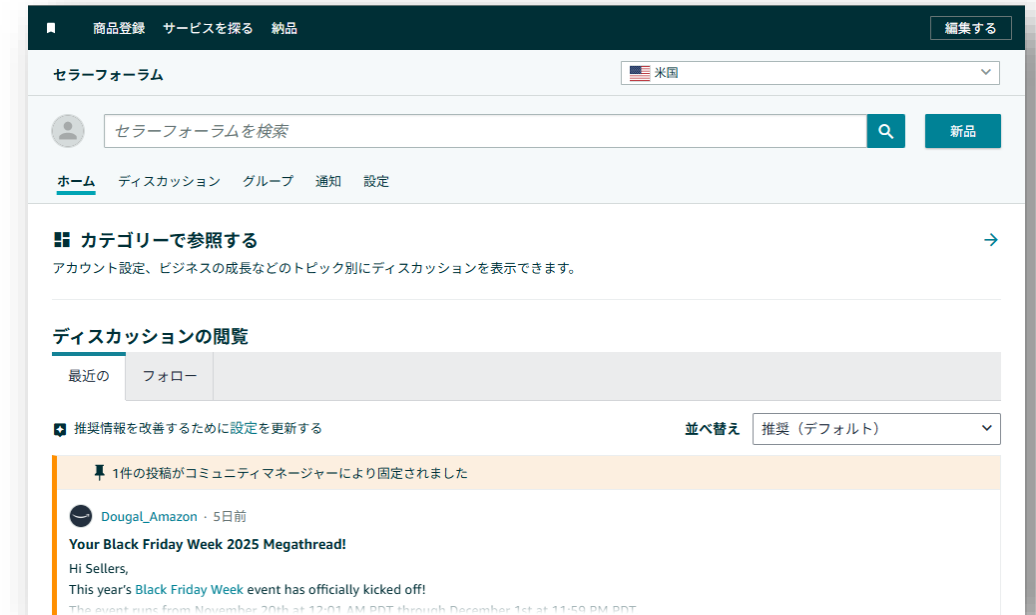 商品登録 サービスを探る 納品 編集する
セラーフォーラム 米国
セラーフォーラムを検索 新品
ホーム ディスカッション グループ 通知 設定
カテゴリーで参照する
アカウント設定、ビジネスの成長などのトピック別にディスカッションを表示できます。
ディスカッションの閲覧
最近の フォロー
推奨情報を改善するために設定を更新する 並べ替え 推奨（デフォルト）
1件の投稿がコミュニティマネージャーにより固定されました
Dougal_Amazon · 5日前
Your Black Friday Week 2025 Megathread!
Hi Sellers,
This year's Black Friday Week event has officially kicked off!
The event runs from November 20th at 12:01 AM PDT through December 1st at 11:59 PM PDT